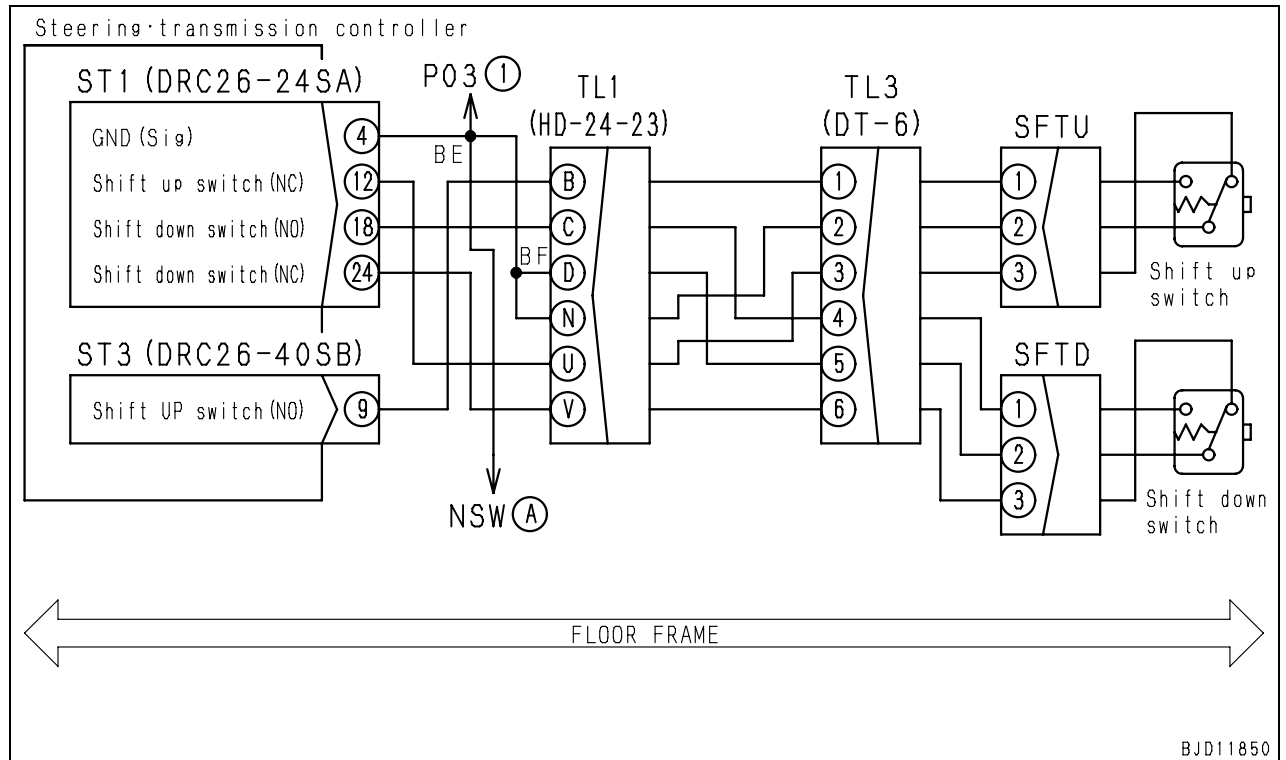 Steering·transmission controller
ST1 (DRC26-24SA)
GND (Sig) 4
Shift up switch (NC) 12
Shift down switch (NO) 18
Shift down switch (NC) 24
ST3 (DRC26-40SB)
Shift UP switch (NO) 9
P03 1
BE
BF
NSW A
TL1
(HD-24-23)
B
C
D
N
U
V
TL3
(DT-6)
1
2
3
4
5
6
SFTU
1
2
3
Shift up
switch
SFTD
1
2
3
Shift down
switch
FLOOR FRAME
BJD11850